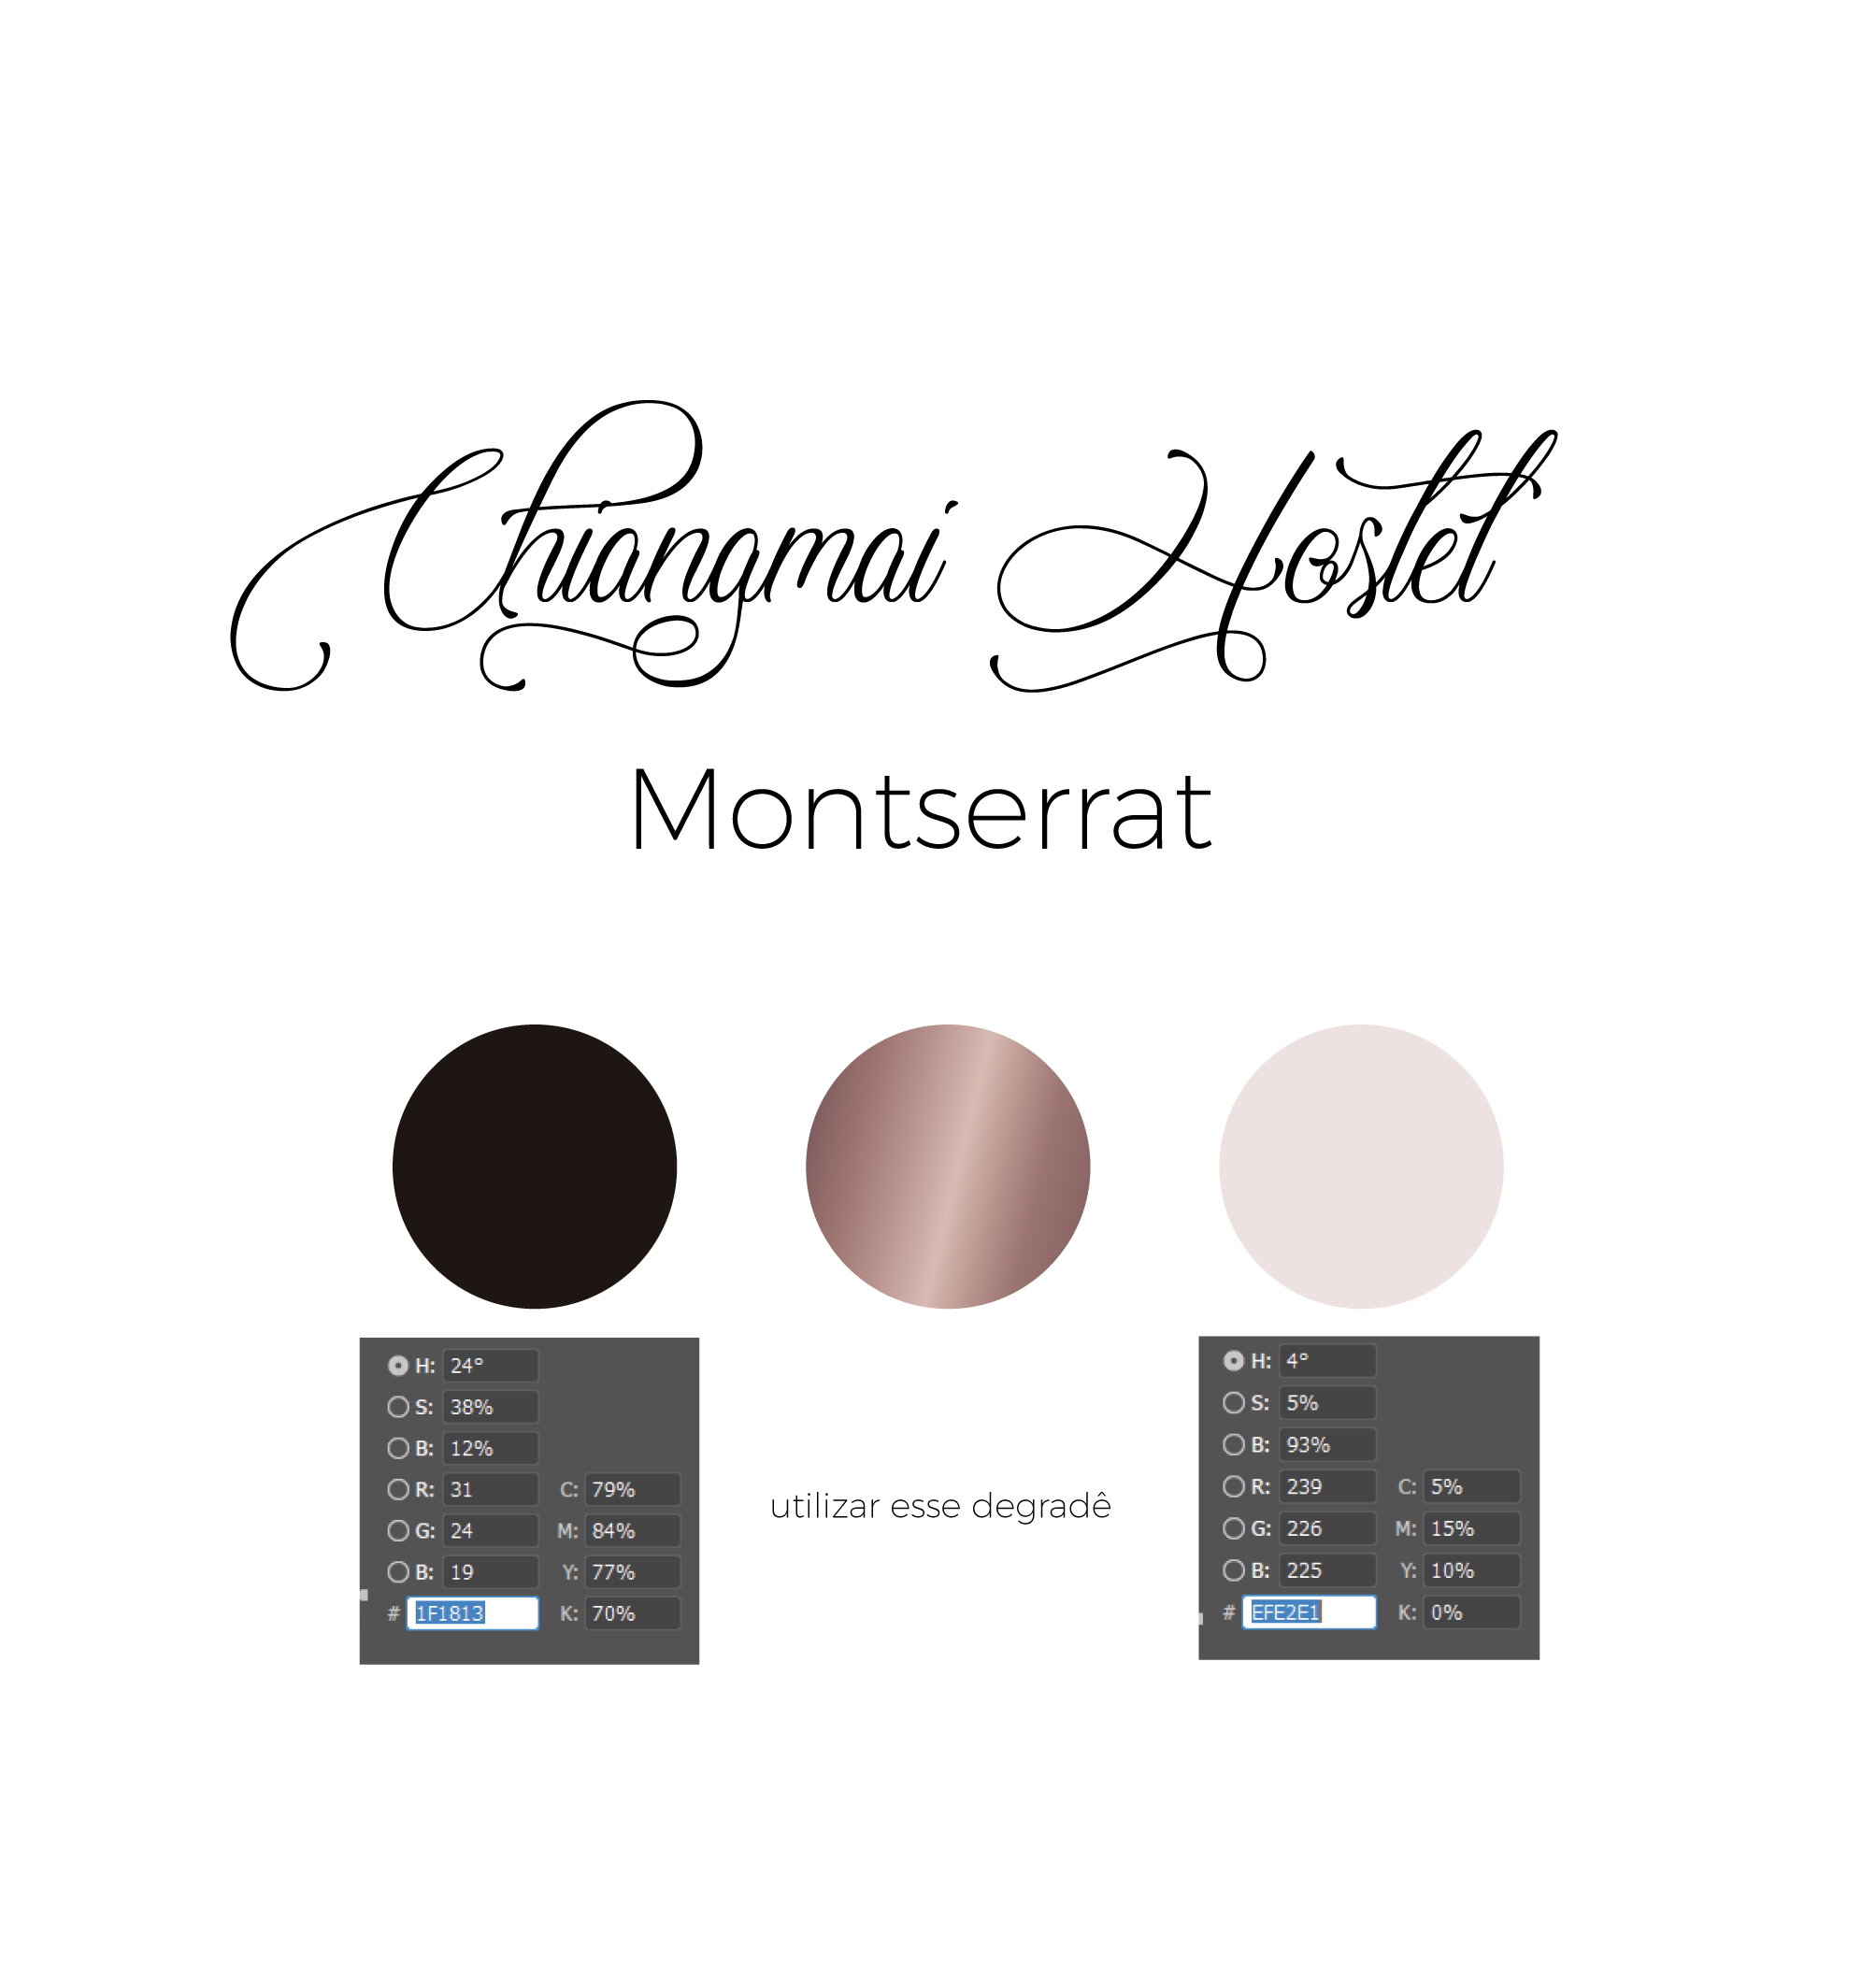 Chiangmai Hostel
Montserrat
H: 24°
S: 38%
B: 12%
R: 31 C: 79%
G: 24 M: 84%
B: 19 Y: 77%
# 1F1813 K: 70%
utilizar esse degradê
H: 4°
S: 5%
B: 93%
R: 239 C: 5%
G: 226 M: 15%
B: 225 Y: 10%
# EFE2E1 K: 0%